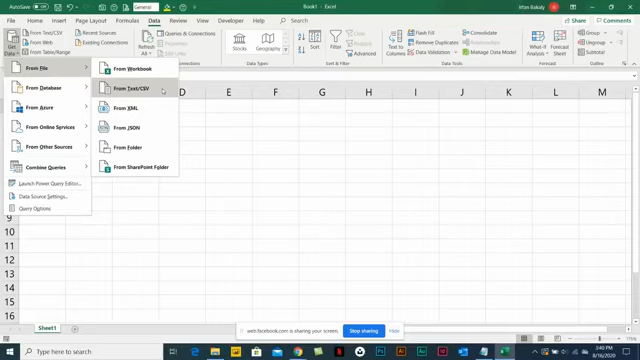 AutoSave Off
Book1 - Excel
Irfan Bakaly
File Home Insert Page Layout Formulas Data Review View Developer Help Search
Share Comments
General
Get Data
From Text/CSV
From Web
From Table/Range
Recent Sources
Existing Connections
Refresh All
Queries & Connections
Properties
Stocks Geography
Data Types
Sort
Filter
Clear
Reapply
Advanced
Sort & Filter
Text to Columns
Flash Fill
Remove Duplicates
Data Validation
Data Tools
Consolidate
Relationships
Manage Data Model
What-If Analysis
Forecast Sheet
Forecast
Group
Ungroup
Subtotal
Outline
From File
From Database
From Azure
From Online Services
From Other Sources
Combine Queries
Launch Power Query Editor...
Data Source Settings...
Query Options
From Workbook
From Text/CSV
From XML
From JSON
From Folder
From SharePoint Folder
D E F G H I J K L M
9
10
11
12
13
14
15
16
Sheet1
web.facebook.com is sharing your screen.
Stop sharing
Hide
Type here to search
3:40 PM
8/16/2020